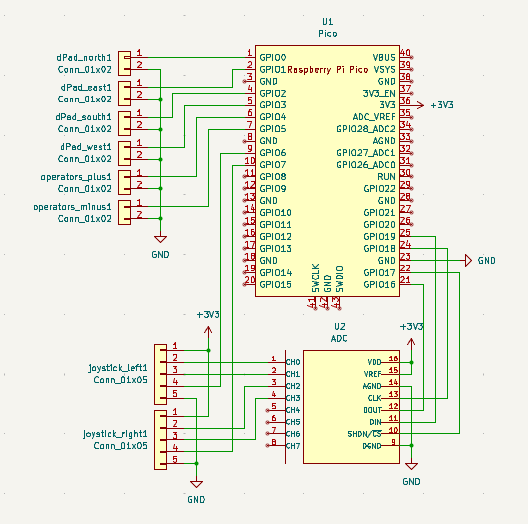 U1
Pico
dPad_north1
Conn_01x02
1
2
dPad_east1
Conn_01x02
1
2
dPad_south1
Conn_01x02
1
2
dPad_west1
Conn_01x02
1
2
operators_plus1
Conn_01x02
1
2
operators_minus1
Conn_01x02
1
2
GND
Raspberry Pi Pico
1 GPIO0
2 GPIO1
3 GND
4 GPIO2
5 GPIO3
6 GPIO4
7 GPIO5
8 GND
9 GPIO6
10 GPIO7
11 GPIO8
12 GPIO9
13 GND
14 GPIO10
15 GPIO11
16 GPIO12
17 GPIO13
18 GND
19 GPIO14
20 GPIO15
VBUS 40
VSYS 39
GND 38
3V3_EN 37
3V3 36
+3V3
ADC_VREF 35
GPIO28_ADC2 34
AGND 33
GPIO27_ADC1 32
GPIO26_ADC0 31
RUN 30
GPIO22 29
GND 28
GPIO21 27
GPIO20 26
GPIO19 25
GPIO18 24
GND 23
GND
GPIO17 22
GPIO16 21
SWCLK 41
GND 42
SWDIO 43
+3V3
joystick_left1
Conn_01x05
1
2
3
4
5
joystick_right1
Conn_01x05
1
2
3
4
5
GND
U2
ADC
+3V3
1 CH0
2 CH1
3 CH2
4 CH3
5 CH4
6 CH5
7 CH6
8 CH7
VDD 16
VREF 15
AGND 14
CLK 13
DOUT 12
DIN 11
SHDN/CS 10
DGND 9
GND